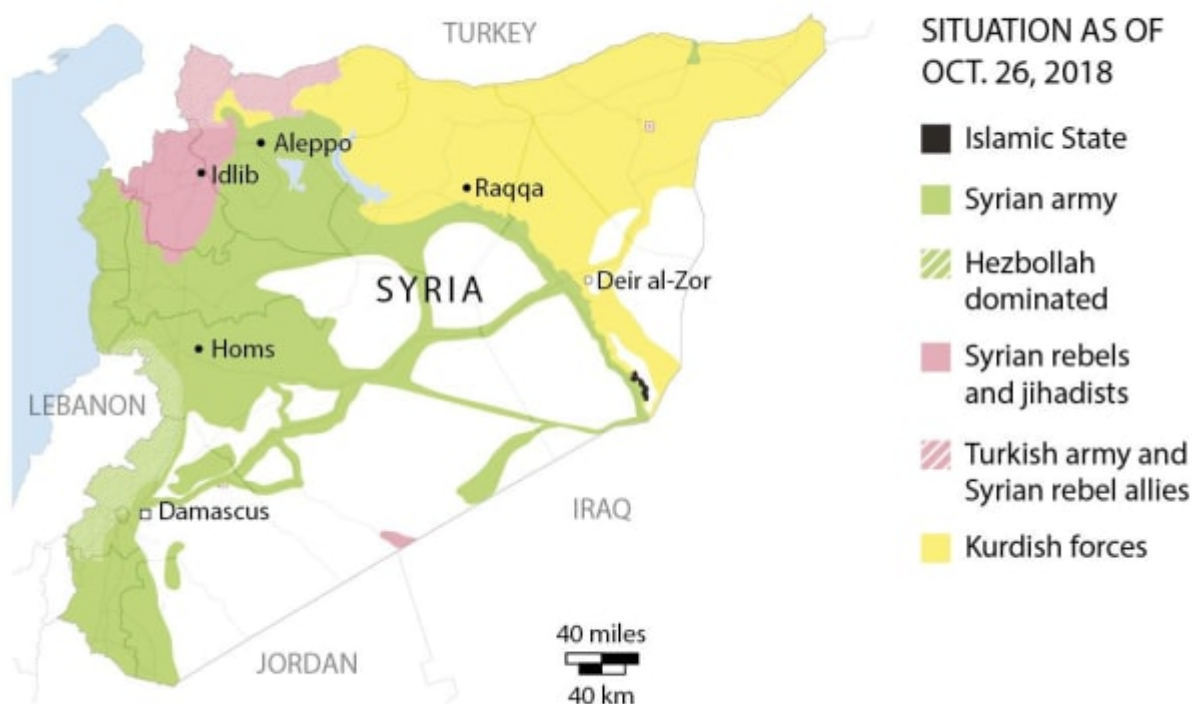 TURKEY
Aleppo
Idlib
Raqqa
SYRIA
Deir al-Zor
Homs
LEBANON
Damascus
IRAQ
JORDAN
40 miles
40 km
SITUATION AS OF
OCT. 26, 2018
Islamic State
Syrian army
Hezbollah
dominated
Syrian rebels
and jihadists
Turkish army and
Syrian rebel allies
Kurdish forces